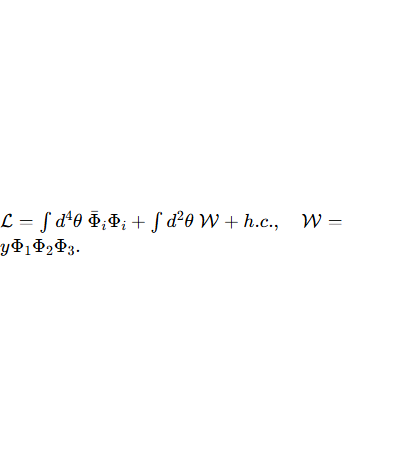 ℒ = ∫ d⁴θ Φ̄ᵢΦᵢ + ∫ d²θ 𝒲 + h.c.,  𝒲 =
yΦ₁Φ₂Φ₃.